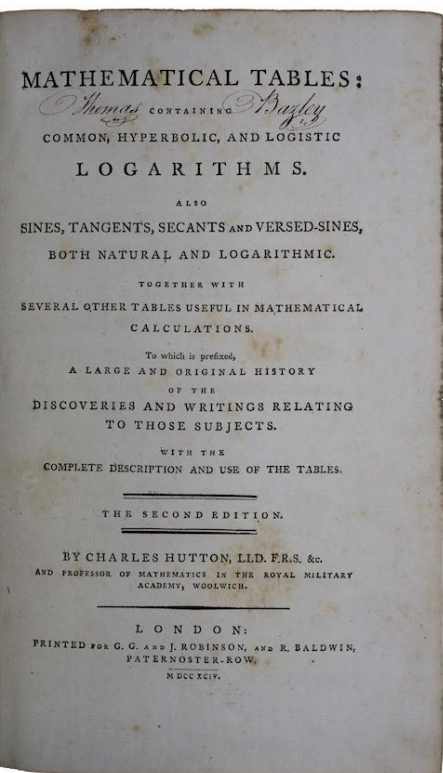 MATHEMATICAL TABLES:
Thomas CONTAINING Bazley
COMMON, HYPERBOLIC, AND LOGISTIC
LOGARITHMS.
ALSO
SINES, TANGENTS, SECANTS AND VERSED-SINES,
BOTH NATURAL AND LOGARITHMIC.
TOGETHER WITH
SEVERAL OTHER TABLES USEFUL IN MATHEMATICAL
CALCULATIONS.
To which is prefixed,
A LARGE AND ORIGINAL HISTORY
OF THE
DISCOVERIES AND WRITINGS RELATING
TO THOSE SUBJECTS.
WITH THE
COMPLETE DESCRIPTION AND USE OF THE TABLES.
THE SECOND EDITION.
BY CHARLES HUTTON, LLD. F.R.S. &c.
AND PROFESSOR OF MATHEMATICS IN THE ROYAL MILITARY
ACADEMY, WOOLWICH.
LONDON:
PRINTED FOR G. G. AND J. ROBINSON, AND R. BALDWIN,
PATERNOSTER-ROW.
MDCCXCIV.